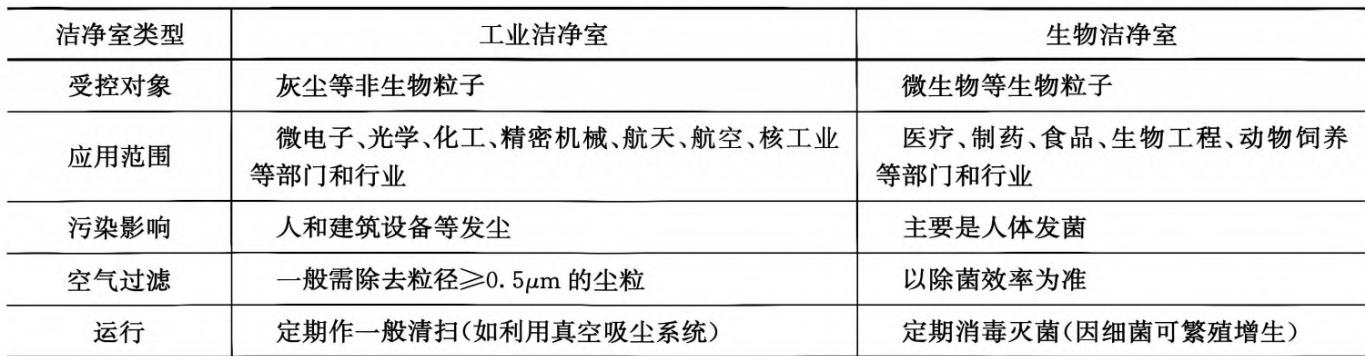 洁净室类型 工业洁净室 生物洁净室
受控对象 灰尘等非生物粒子 微生物等生物粒子
应用范围 微电子、光学、化工、精密机械、航天、航空、核工业等部门和行业 医疗、制药、食品、生物工程、动物饲养等部门和行业
污染影响 人和建筑设备等发尘 主要是人体发菌
空气过滤 一般需除去粒径≥0.5μm的尘粒 以除菌效率为准
运行 定期作一般清扫(如利用真空吸尘系统) 定期消毒灭菌(因细菌可繁殖增生)